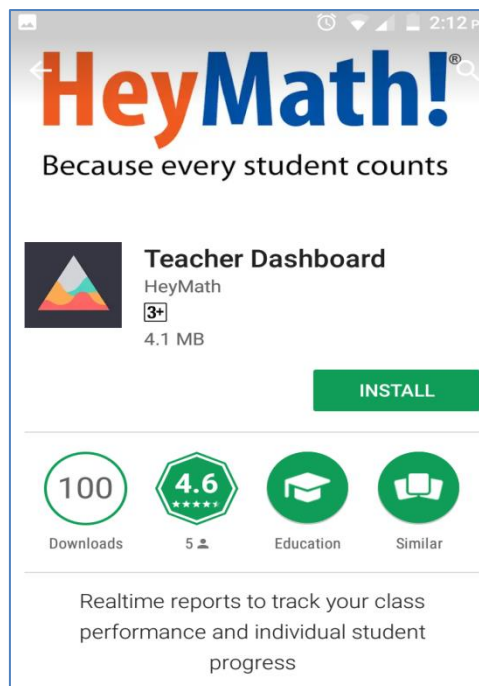 2:12 P
HeyMath!®
Because every student counts
Teacher Dashboard
HeyMath
3+
4.1 MB
INSTALL
100
4.6
Downloads
5
Education
Similar
Realtime reports to track your class
performance and individual student
progress